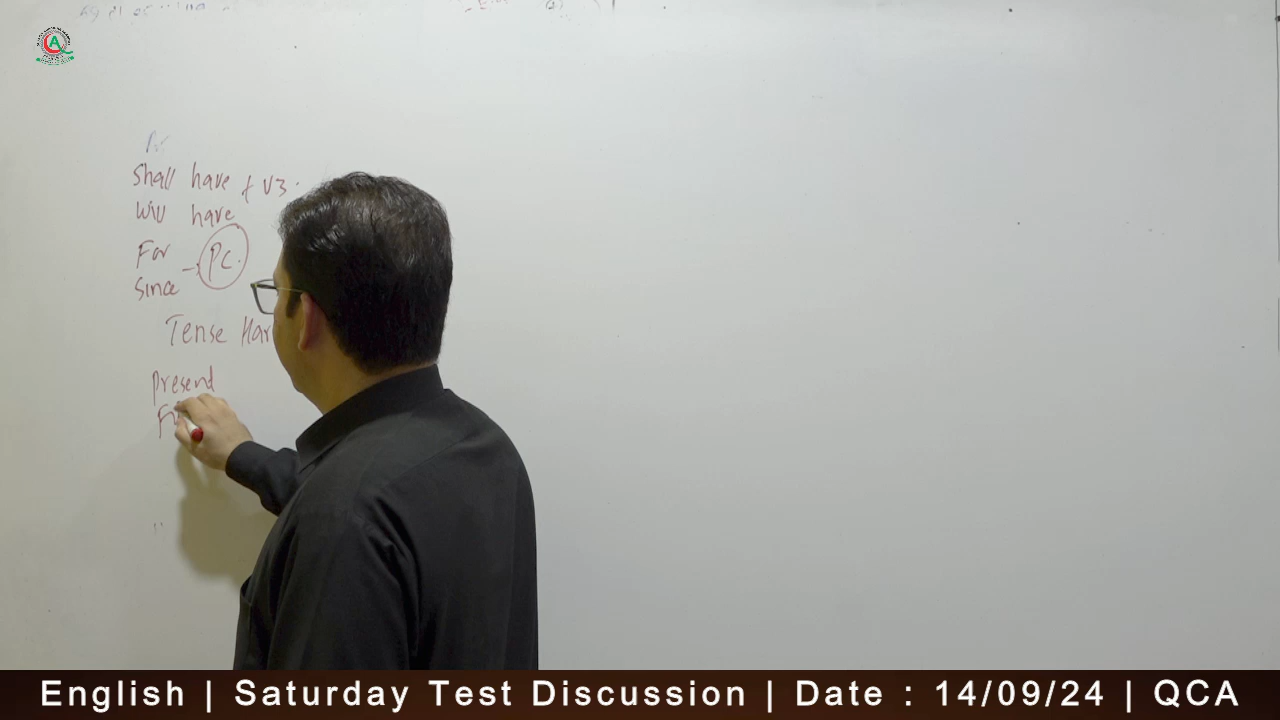 Shall have + V3.
Will have
For
Since → PC.
Tense Har
Present
F
English | Saturday Test Discussion | Date : 14/09/24 | QCA